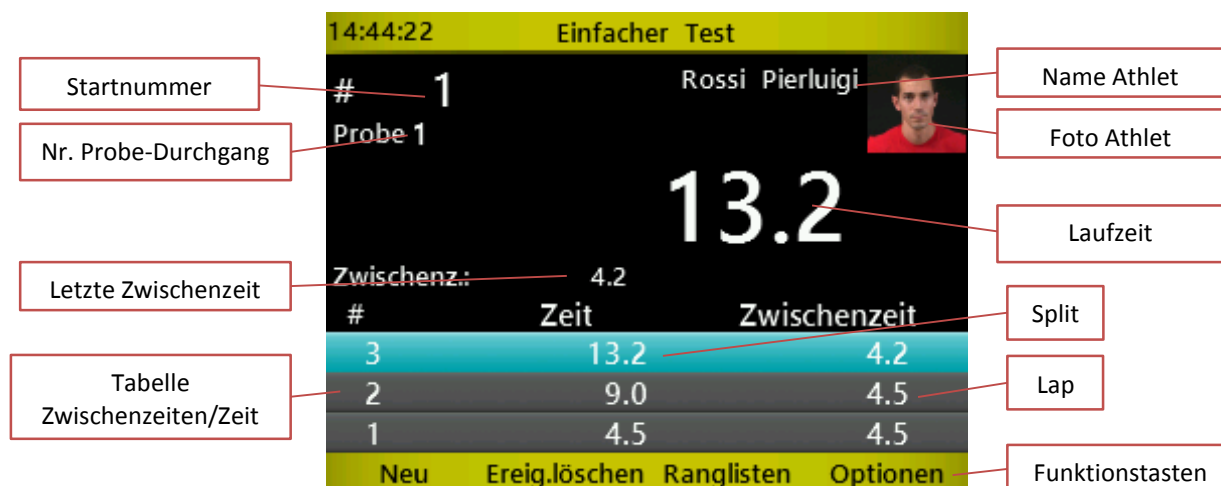 14:44:22 Einfacher Test
Startnummer
# 1
Rossi Pierluigi
Name Athlet
Nr. Probe-Durchgang
Probe 1
Foto Athlet
13.2
Laufzeit
Letzte Zwischenzeit
Zwischenz.: 4.2
# Zeit Zwischenzeit
Split
3 13.2 4.2
Tabelle
Zwischenzeiten/Zeit
2 9.0 4.5
Lap
1 4.5 4.5
Neu Ereig.löschen Ranglisten Optionen
Funktionstasten